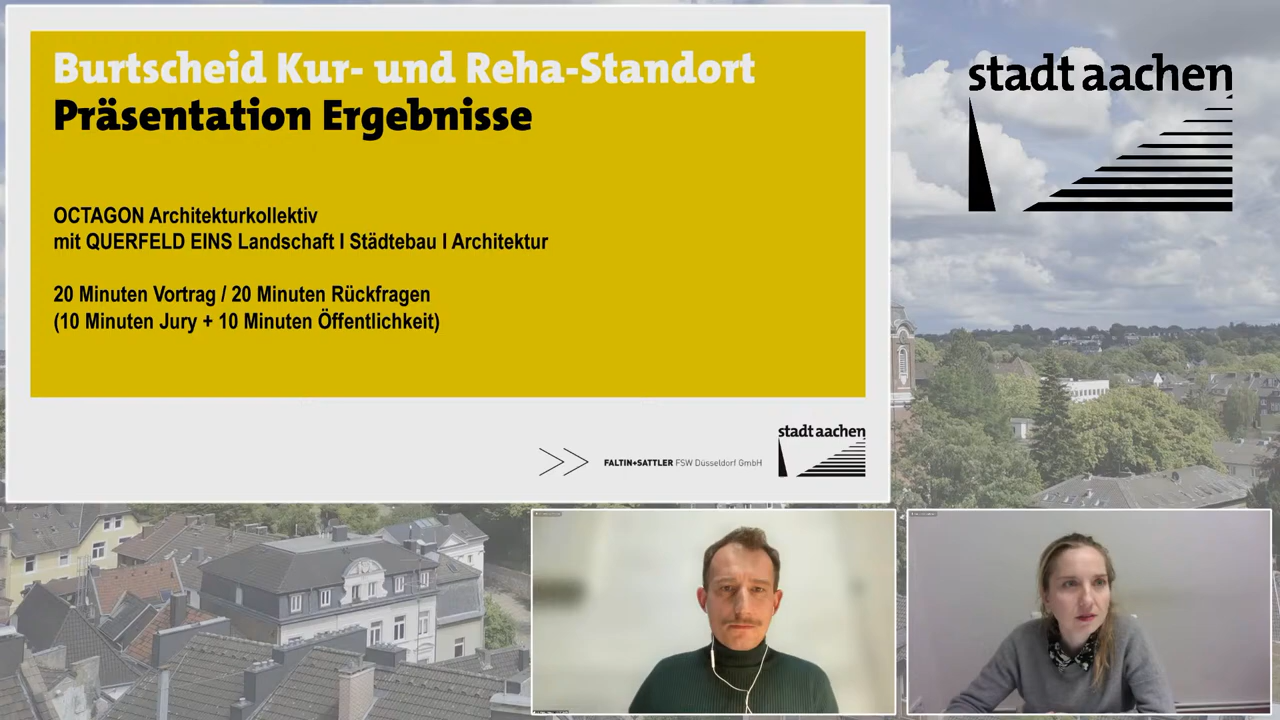 Burtscheid Kur- und Reha-Standort
Präsentation Ergebnisse
OCTAGON Architekturkollektiv
mit QUERFELD EINS Landschaft I Städtebau I Architektur
20 Minuten Vortrag / 20 Minuten Rückfragen
(10 Minuten Jury + 10 Minuten Öffentlichkeit)
FALTIN+SATTLER FSW Düsseldorf GmbH
stadt aachen
stadt aachen